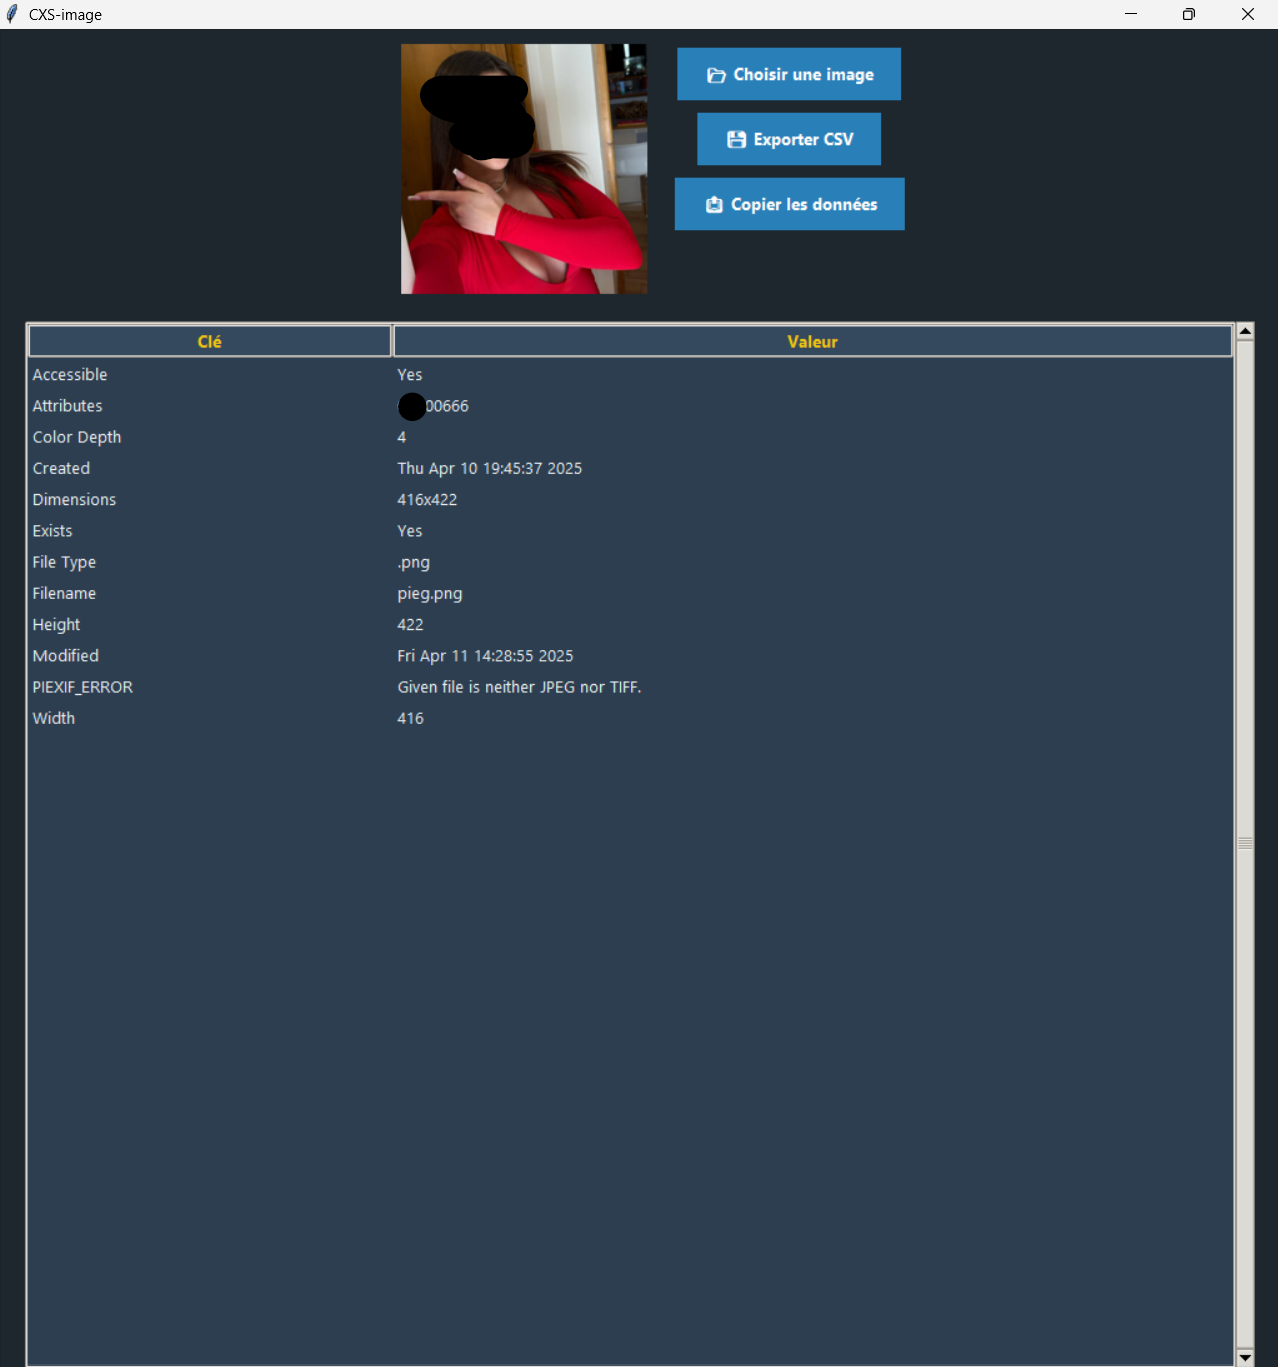 CXS-image
Choisir une image
Exporter CSV
Copier les données
Clé Valeur
Accessible Yes
Attributes 00666
Color Depth 4
Created Thu Apr 10 19:45:37 2025
Dimensions 416x422
Exists Yes
File Type .png
Filename pieg.png
Height 422
Modified Fri Apr 11 14:28:55 2025
PIEXIF_ERROR Given file is neither JPEG nor TIFF.
Width 416